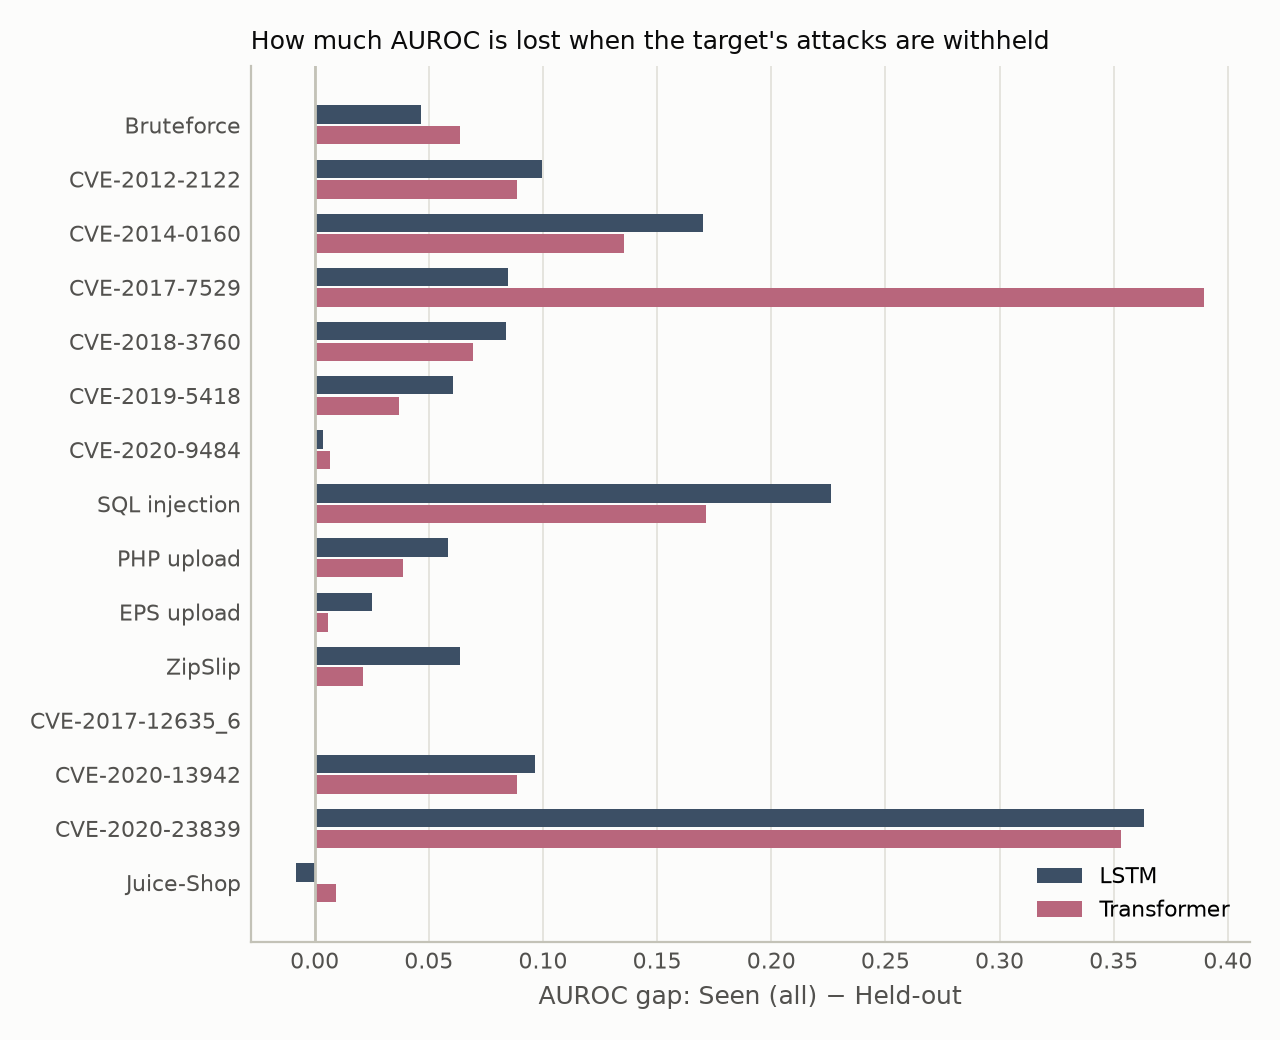 How much AUROC is lost when the target's attacks are withheld
Bruteforce
CVE-2012-2122
CVE-2014-0160
CVE-2017-7529
CVE-2018-3760
CVE-2019-5418
CVE-2020-9484
SQL injection
PHP upload
EPS upload
ZipSlip
CVE-2017-12635_6
CVE-2020-13942
CVE-2020-23839
Juice-Shop
LSTM
Transformer
0.00 0.05 0.10 0.15 0.20 0.25 0.30 0.35 0.40
AUROC gap: Seen (all) − Held-out